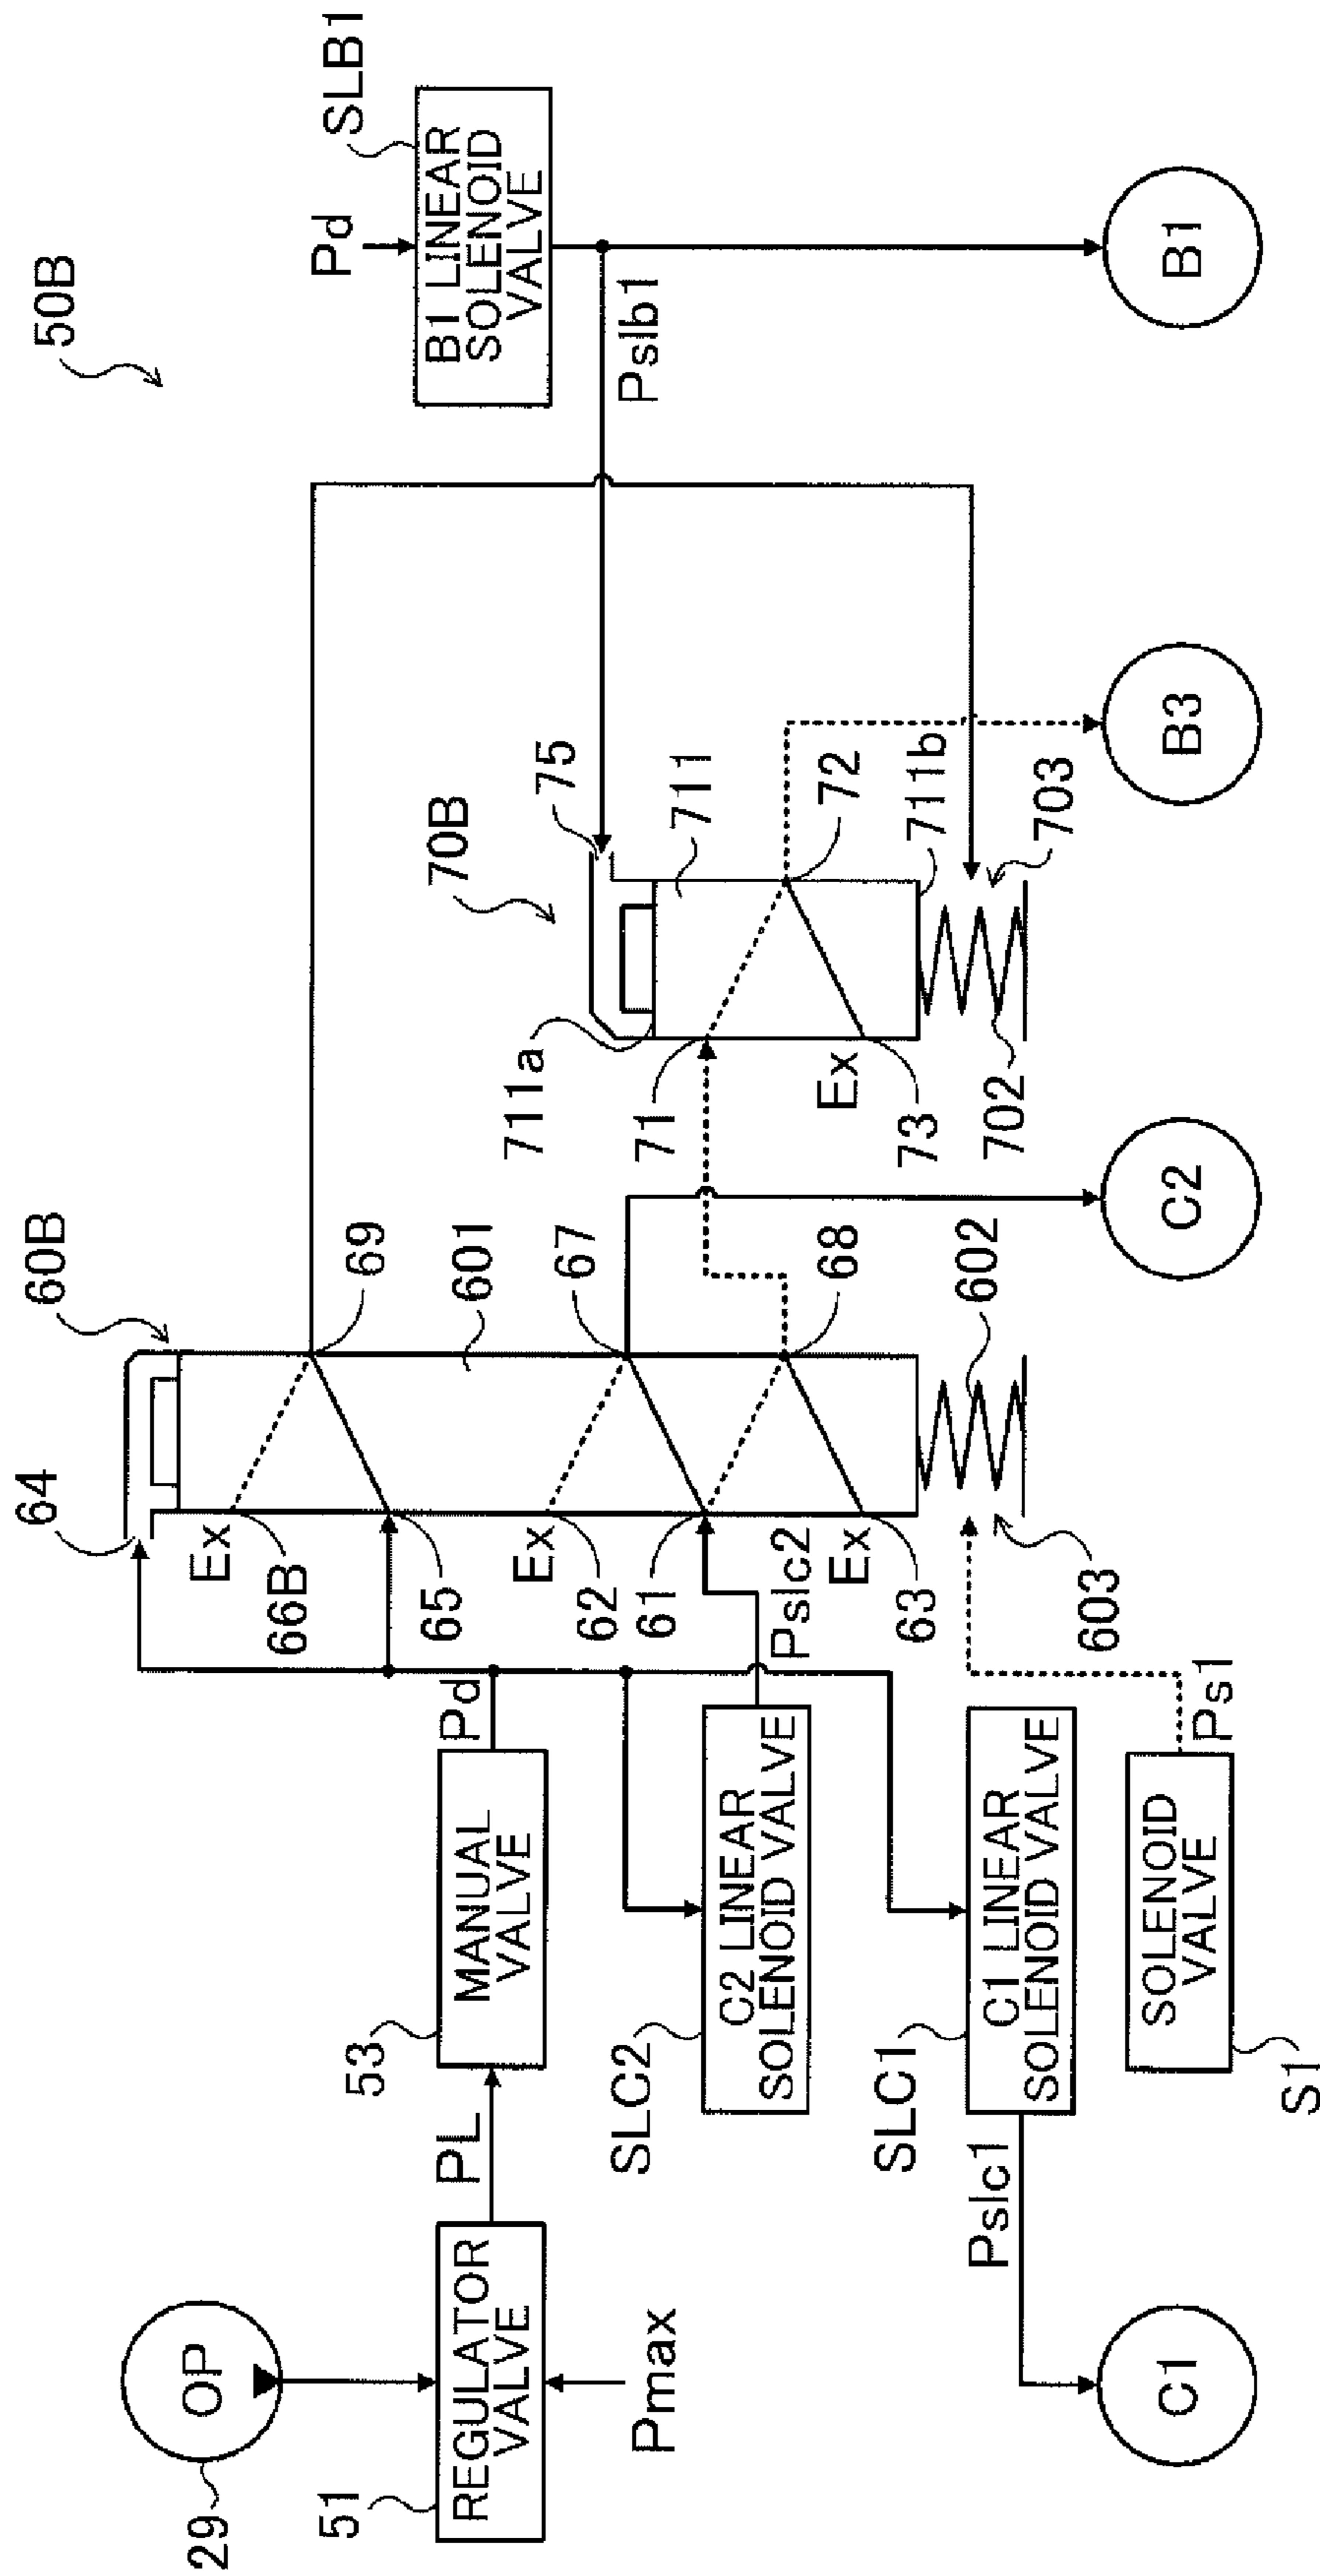 50B
OP
29
REGULATOR
VALVE
51
Pmax
PL
MANUAL
VALVE
53
Pd
C2 LINEAR
SOLENOID VALVE
SLC2
Pslc2
C1 LINEAR
SOLENOID VALVE
SLC1
Pslc1
C1
SOLENOID
VALVE
S1
Ps1
60B
64
Ex
66B
65
Ex
62
61
Ex
63
603
602
69
601
67
68
C2
70B
75
711a
711
71
72
Ex
73
711b
702
703
B3
Pd
B1 LINEAR
SOLENOID
VALVE
SLB1
Pslb1
B1